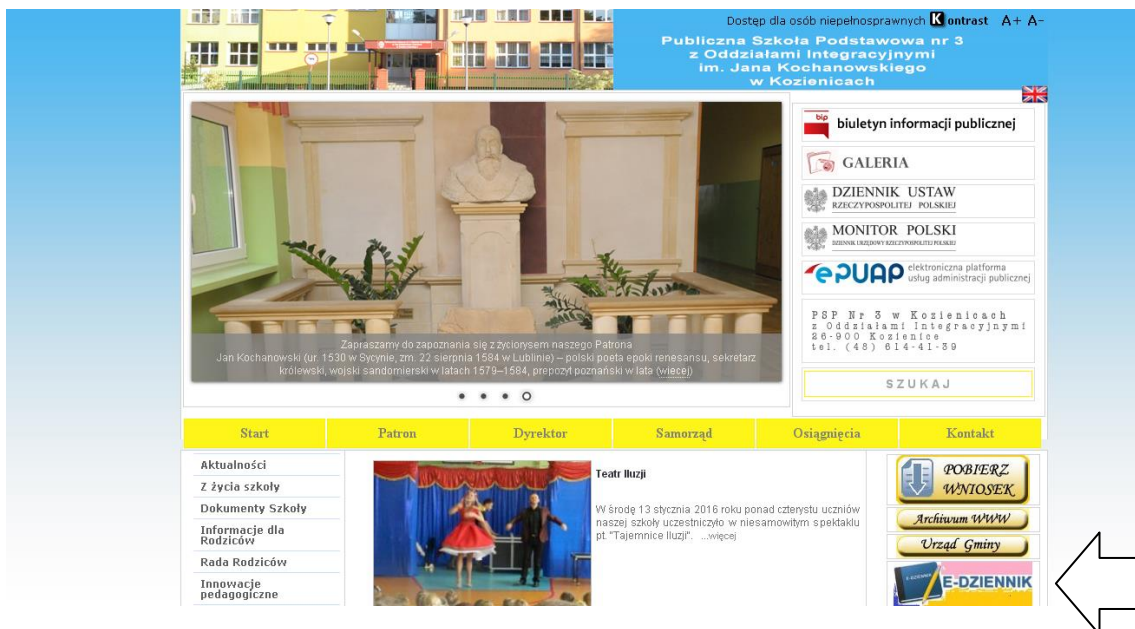 Dostęp dla osób niepełnosprawnych Kontrast A+ A-
Publiczna Szkoła Podstawowa nr 3
z Oddziałami Integracyjnymi
im. Jana Kochanowskiego
w Kozienicach
bip biuletyn informacji publicznej
GALERIA
DZIENNIK USTAW
RZECZYPOSPOLITEJ POLSKIEJ
MONITOR POLSKI
DZIENNIK URZĘDOWY RZECZYPOSPOLITEJ POLSKIEJ
ePUAP elektroniczna platforma
usług administracji publicznej
PSP Nr 3 w Kozienicach
z Oddziałami Integracyjnymi
26-900 Kozienice
tel. (48) 614-41-39
SZUKAJ
Zapraszamy do zapoznania się z życiorysem naszego Patrona
Jan Kochanowski (ur. 1530 w Sycynie, zm. 22 sierpnia 1584 w Lublinie) – polski poeta epoki renesansu, sekretarz
królewski, wojski sandomierski w latach 1579–1584, prepozyt poznański w lata (więcej)
Start Patron Dyrektor Samorząd Osiągnięcia Kontakt
Aktualności
Z życia szkoły
Dokumenty Szkoły
Informacje dla
Rodziców
Rada Rodziców
Innowacje
pedagogiczne
Teatr Iluzji
W środę 13 stycznia 2016 roku ponad czterystu uczniów
naszej szkoły uczestniczyło w niesamowitym spektaklu
pt. "Tajemnice Iluzji". ...więcej
POBIERZ
WNIOSEK
Archiwum WWW
Urząd Gminy
E-DZIENNIK
E-DZIENNIK